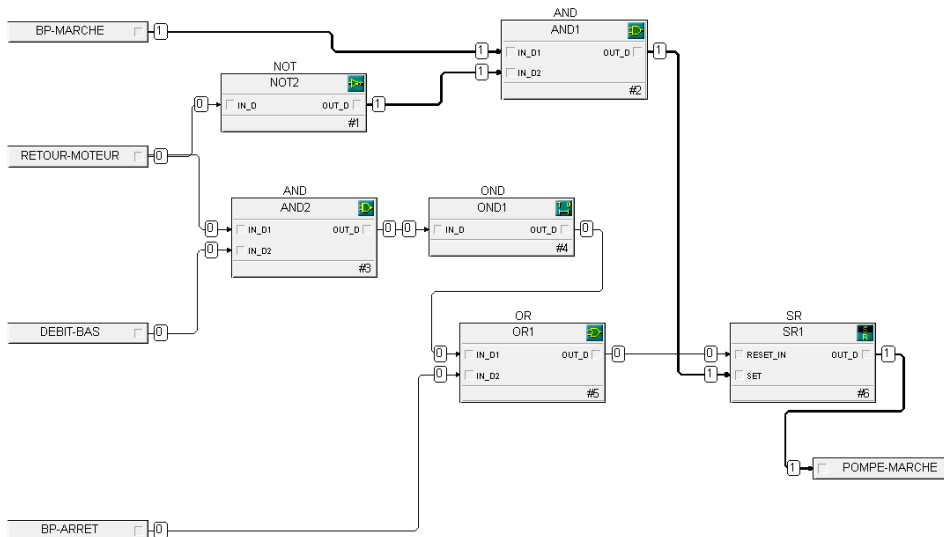 BP-MARCHE
1
AND
AND1
1
IN_D1
OUT_D
1
1
IN_D2
#2
NOT
NOT2
0
IN_D
OUT_D
1
#1
RETOUR-MOTEUR
0
AND
AND2
0
IN_D1
OUT_D
0
0
IN_D2
#3
OND
OND1
0
IN_D
OUT_D
0
#4
DEBIT-BAS
0
OR
OR1
0
IN_D1
OUT_D
0
0
IN_D2
#5
SR
SR1
S
R
0
RESET_IN
OUT_D
1
1
SET
#6
1
POMPE-MARCHE
BP-ARRET
0